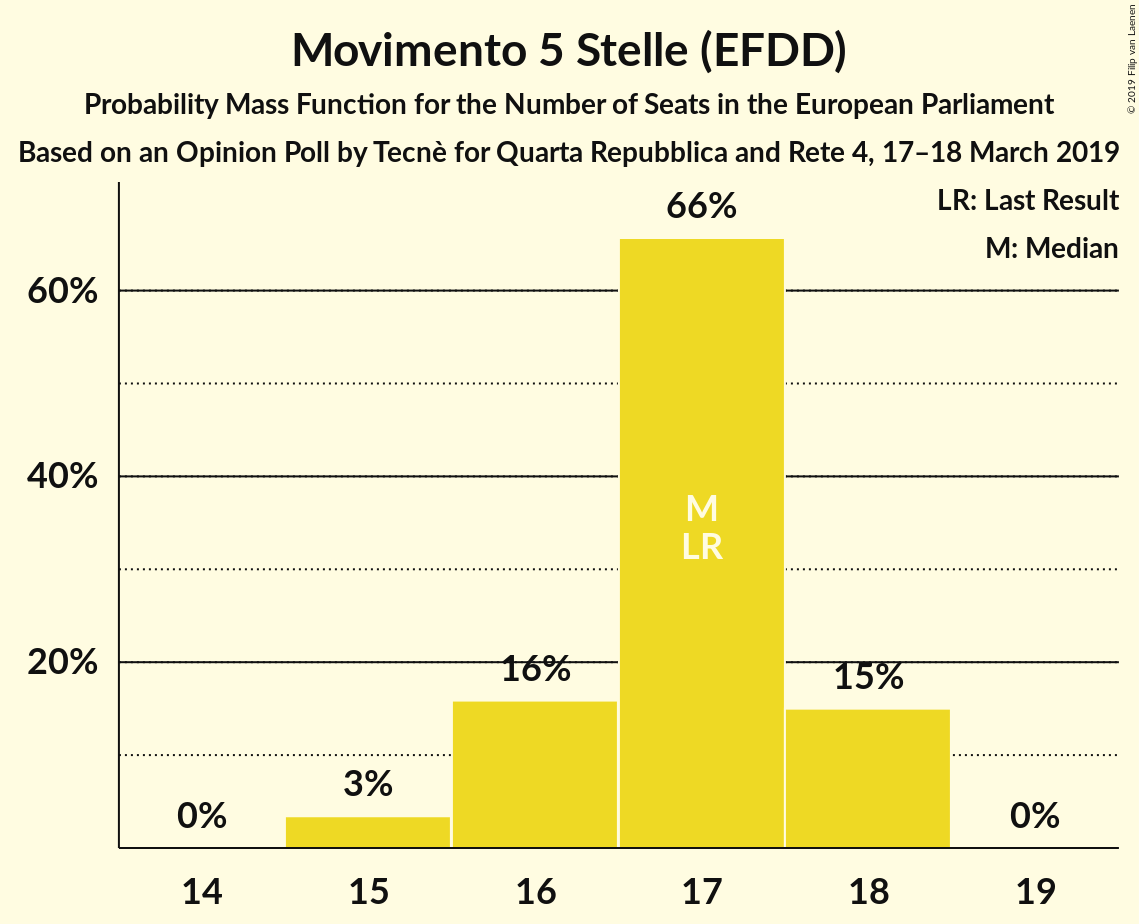 Movimento 5 Stelle (EFDD)
Probability Mass Function for the Number of Seats in the European Parliament
Based on an Opinion Poll by Tecnè for Quarta Repubblica and Rete 4, 17–18 March 2019
© 2019 Filip van Laenen
LR: Last Result
M: Median
60%
40%
20%
0%
3%
16%
66%
M
LR
15%
0%
14
15
16
17
18
19